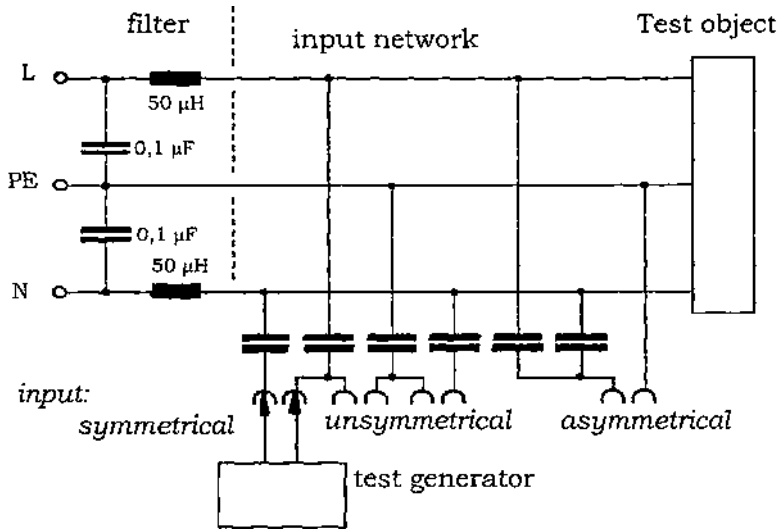 filter
input network
Test object
L
50 µH
0,1 µF
PE
0,1 µF
50 µH
N
input:
symmetrical
unsymmetrical
asymmetrical
test generator